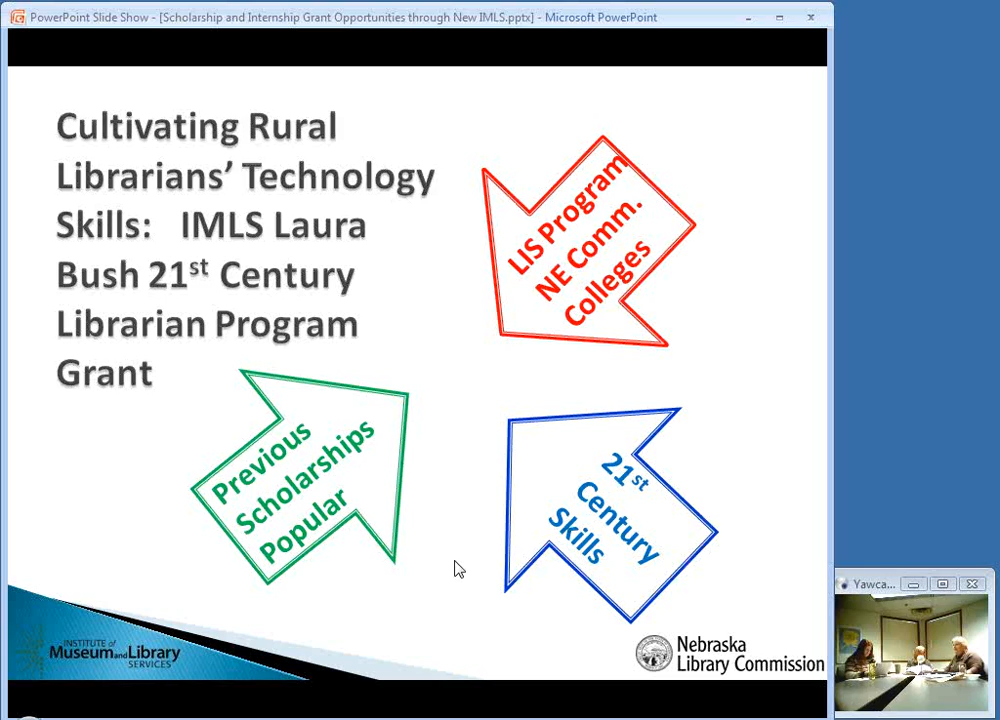 PowerPoint Slide Show - [Scholarship and Internship Grant Opportunities through New IMLS.pptx] - Microsoft PowerPoint
Cultivating Rural
Librarians’ Technology
Skills:   IMLS Laura
Bush 21st Century
Librarian Program
Grant
LIS Program
NE Comm.
Colleges
Previous
Scholarships
Popular
21st
Century
Skills
INSTITUTE of
Museum and Library
SERVICES
Nebraska
Library Commission
Yawca...